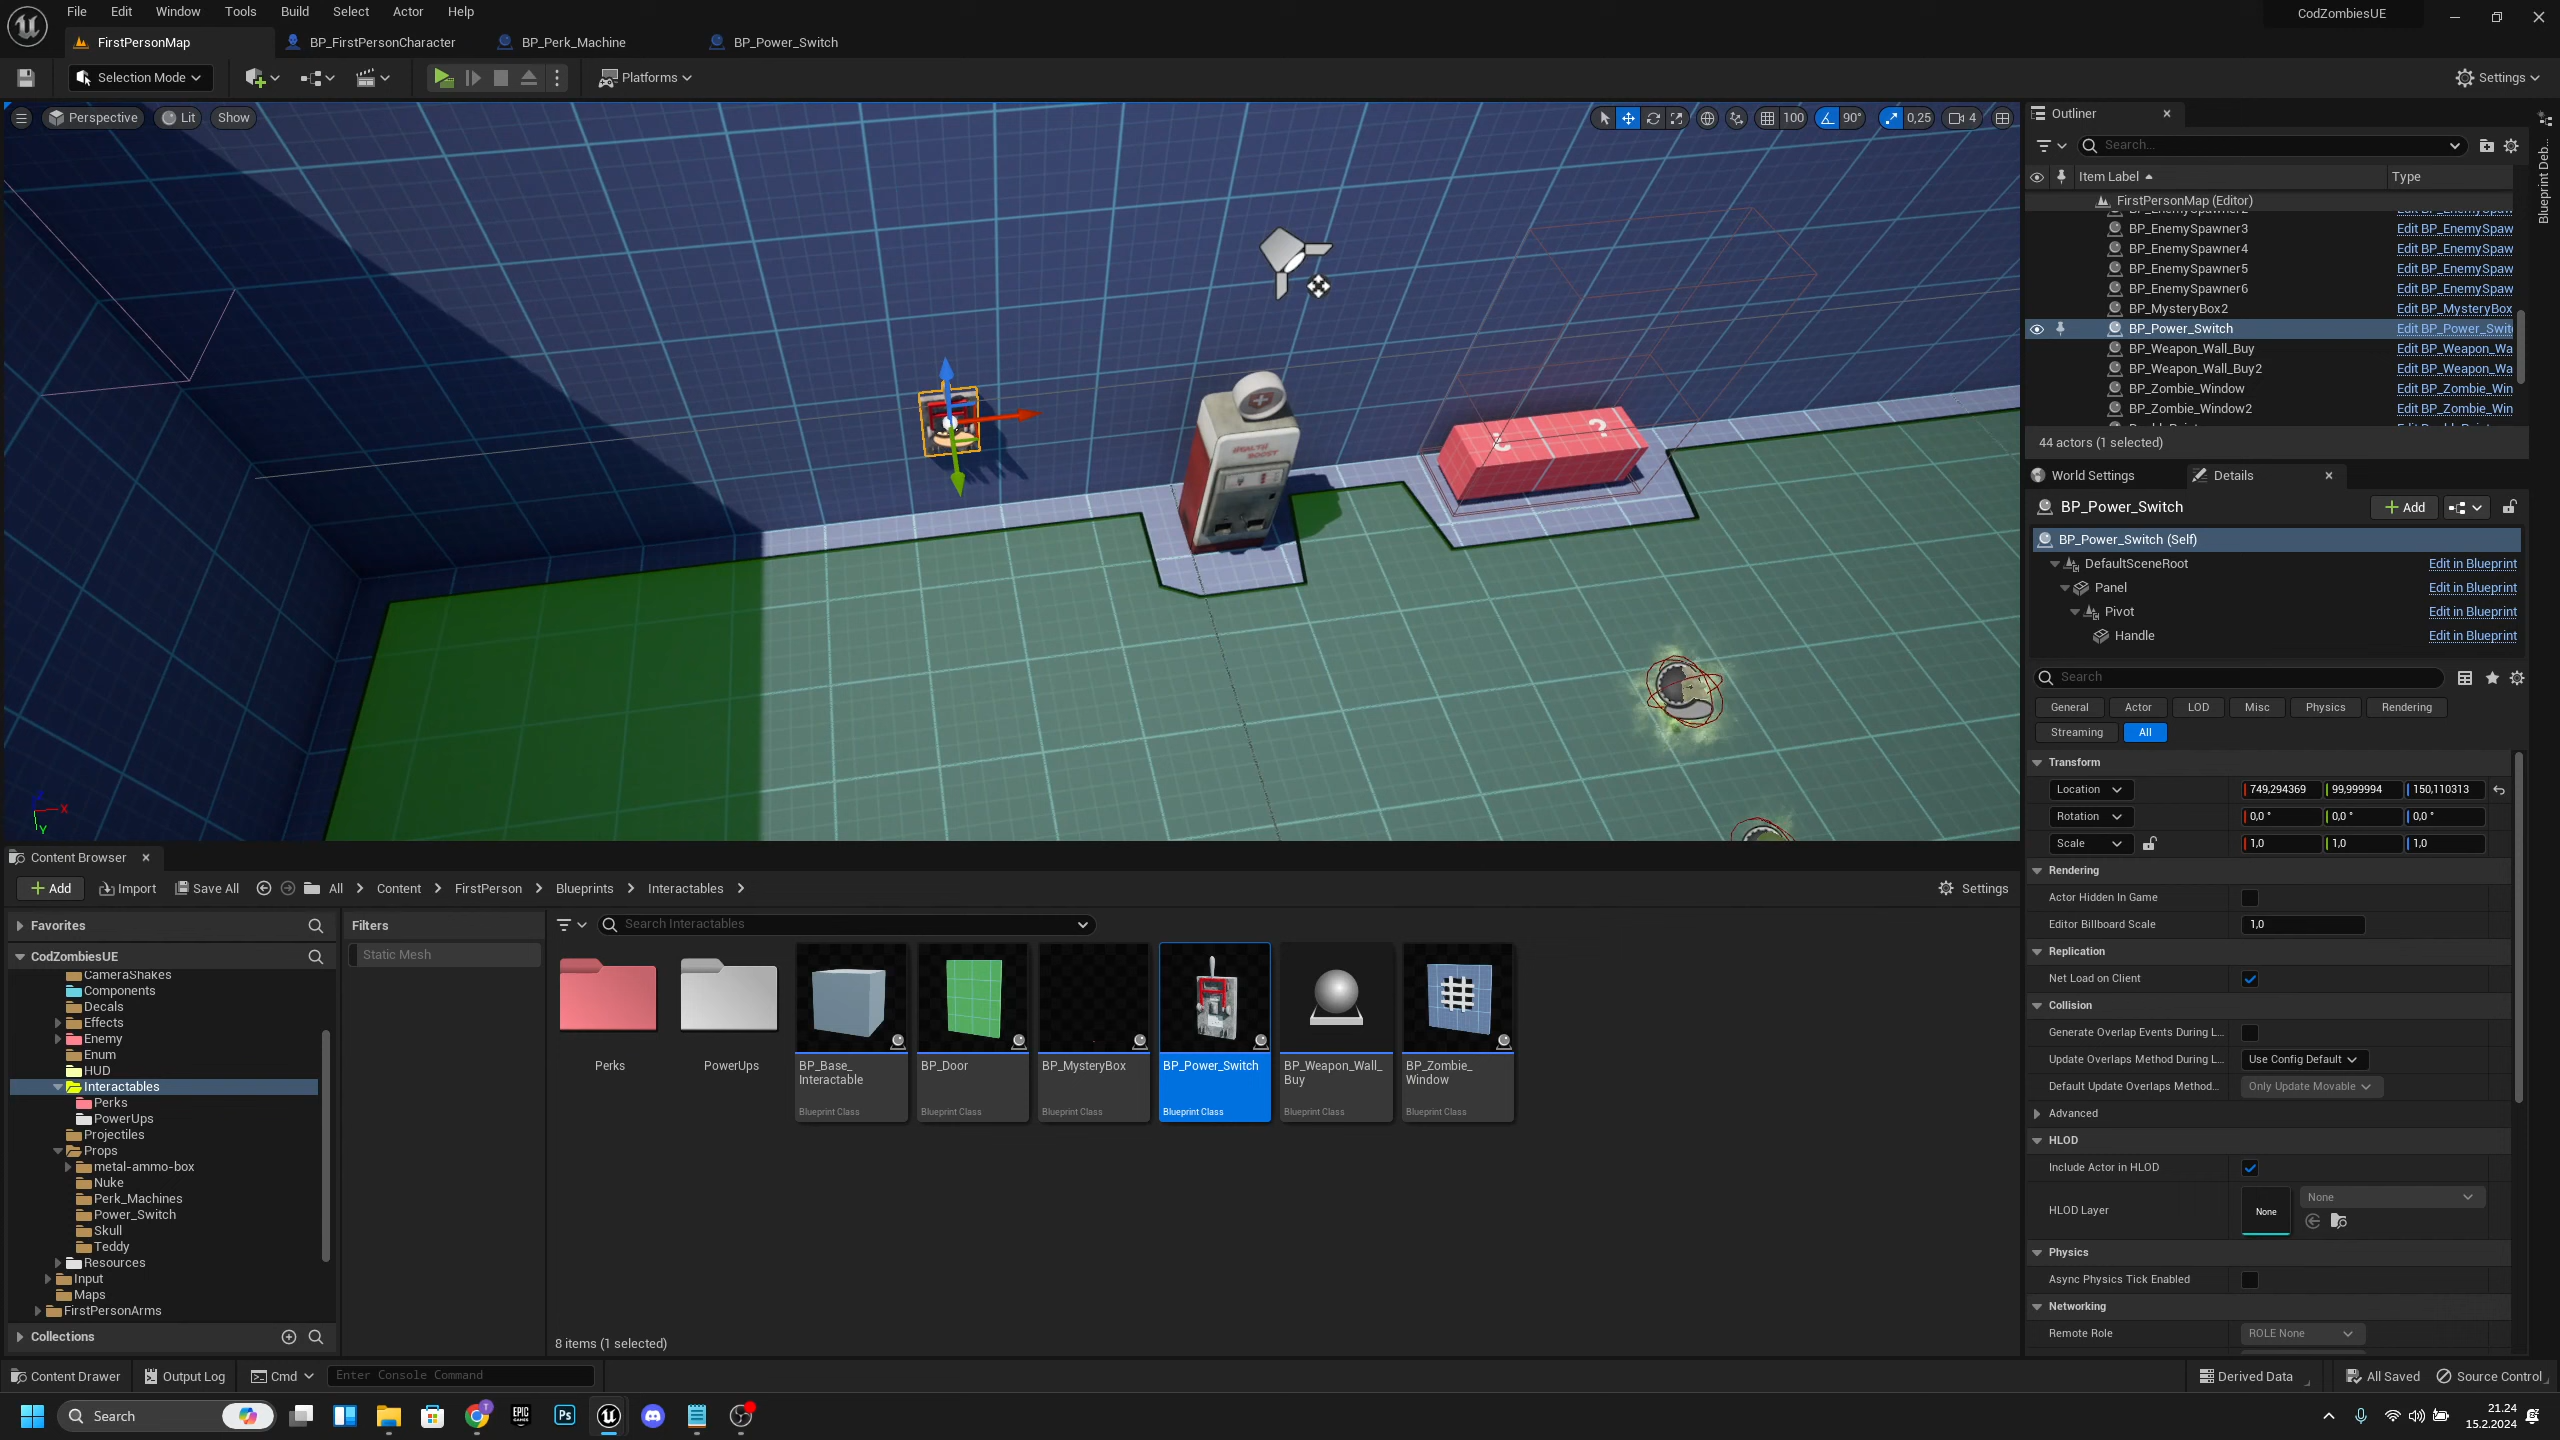 File Edit Window Tools Build Select Actor Help
CodZombiesUE
FirstPersonMap BP_FirstPersonCharacter BP_Perk_Machine BP_Power_Switch
Selection Mode Platforms Settings
Perspective Lit Show 100 90° 0,25 4
HEALTH
BOOST
? ?
Outliner
Search...
Item Label Type
FirstPersonMap (Editor)
BP_EnemySpawner2 Edit BP_EnemySpaw
BP_EnemySpawner3 Edit BP_EnemySpaw
BP_EnemySpawner4 Edit BP_EnemySpaw
BP_EnemySpawner5 Edit BP_EnemySpaw
BP_EnemySpawner6 Edit BP_EnemySpaw
BP_MysteryBox2 Edit BP_MysteryBox
BP_Power_Switch Edit BP_Power_Swit
BP_Weapon_Wall_Buy Edit BP_Weapon_Wa
BP_Weapon_Wall_Buy2 Edit BP_Weapon_Wa
BP_Zombie_Window Edit BP_Zombie_Win
BP_Zombie_Window2 Edit BP_Zombie_Win
44 actors (1 selected)
Blueprint Deb...
World Settings Details
BP_Power_Switch Add
BP_Power_Switch (Self)
DefaultSceneRoot Edit in Blueprint
Panel Edit in Blueprint
Pivot Edit in Blueprint
Handle Edit in Blueprint
Search
General Actor LOD Misc Physics Rendering
Streaming All
Transform
Location 749,294369 99,999994 150,110313
Rotation 0,0 ° 0,0 ° 0,0 °
Scale 1,0 1,0 1,0
Rendering
Actor Hidden In Game
Editor Billboard Scale 1,0
Replication
Net Load on Client
Collision
Generate Overlap Events During L...
Update Overlaps Method During L... Use Config Default
Default Update Overlaps Method... Only Update Movable
Advanced
HLOD
Include Actor in HLOD
HLOD Layer None None
Physics
Async Physics Tick Enabled
Networking
Remote Role ROLE None
X
Y
Content Browser
Add Import Save All All Content FirstPerson Blueprints Interactables Settings
Favorites
CodZombiesUE
CameraShakes
Components
Decals
Effects
Enemy
Enum
HUD
Interactables
Perks
PowerUps
Projectiles
Props
metal-ammo-box
Nuke
Perk_Machines
Power_Switch
Skull
Teddy
Resources
Input
Maps
FirstPersonArms
Collections
Filters
Static Mesh
Search Interactables
Perks
PowerUps
BP_Base_
Interactable
Blueprint Class
BP_Door
Blueprint Class
BP_MysteryBox
Blueprint Class
BP_Power_Switch
Blueprint Class
BP_Weapon_Wall_
Buy
Blueprint Class
BP_Zombie_
Window
Blueprint Class
8 items (1 selected)
Content Drawer Output Log Cmd Enter Console Command Derived Data All Saved Source Control
Search EPIC GAMES Ps
21.24
15.2.2024